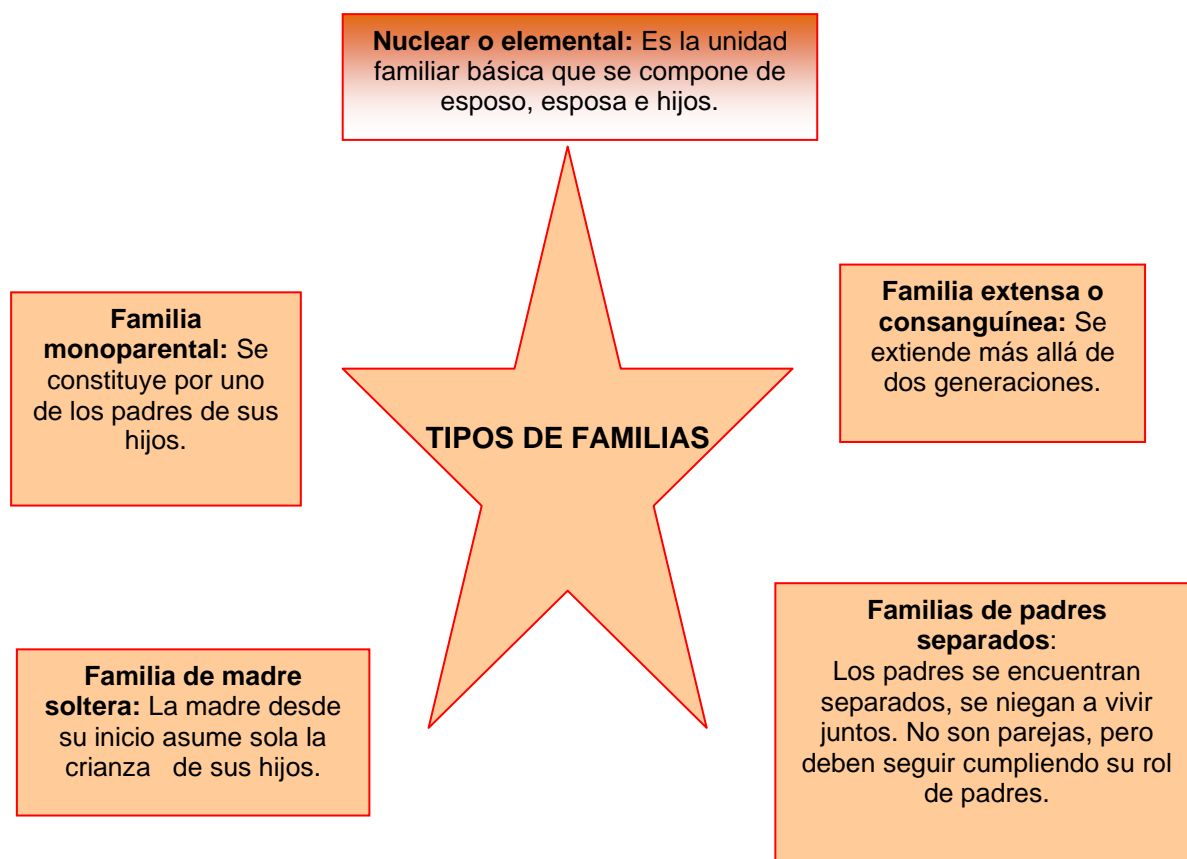 Nuclear o elemental: Es la unidad
familiar básica que se compone de
esposo, esposa e hijos.
Familia
monoparental: Se
constituye por uno
de los padres de sus
hijos.
Familia extensa o
consanguínea: Se
extiende más allá de
dos generaciones.
TIPOS DE FAMILIAS
Familia de madre
soltera: La madre desde
su inicio asume sola la
crianza   de sus hijos.
Familias de padres
separados:
Los padres se encuentran
separados, se niegan a vivir
juntos. No son parejas, pero
deben seguir cumpliendo su rol
de padres.